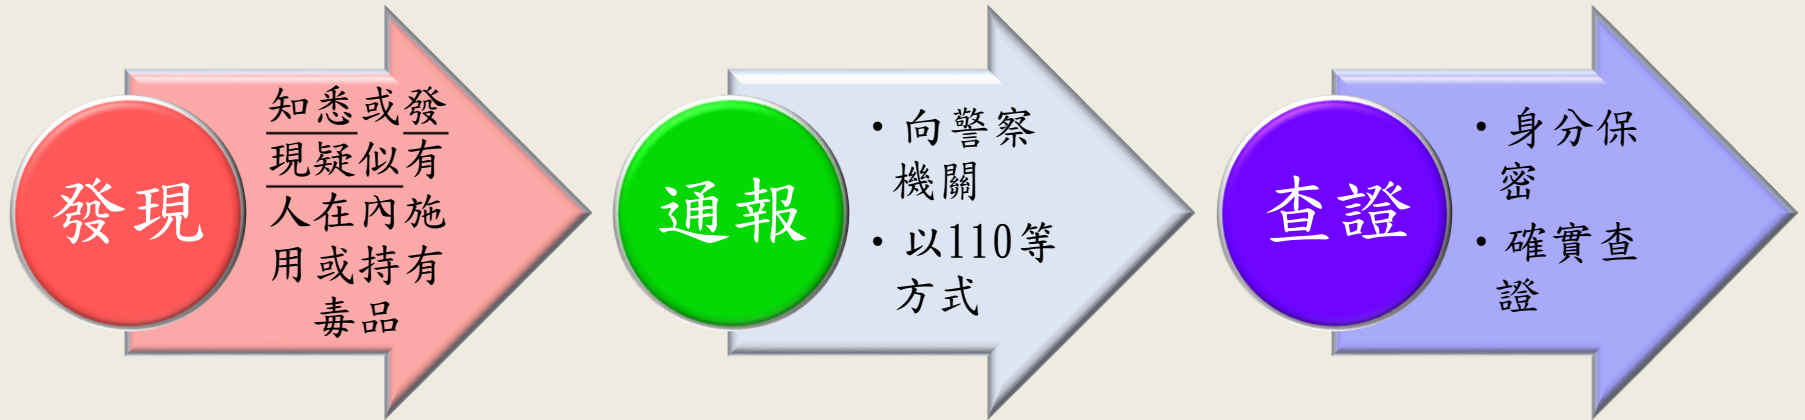 發現
知悉或發
現疑似有
人在內施
用或持有
毒品
通報
•向警察
機關
•以110等
方式
查證
•身分保
密
•確實查
證